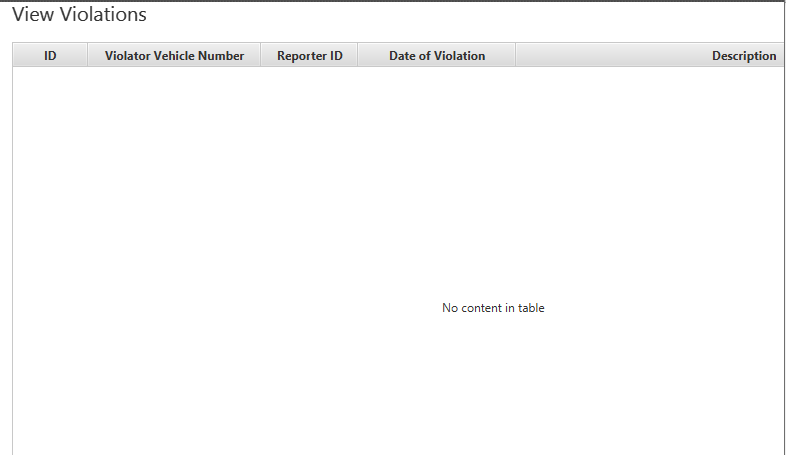 View Violations
ID Violator Vehicle Number Reporter ID Date of Violation Description
No content in table